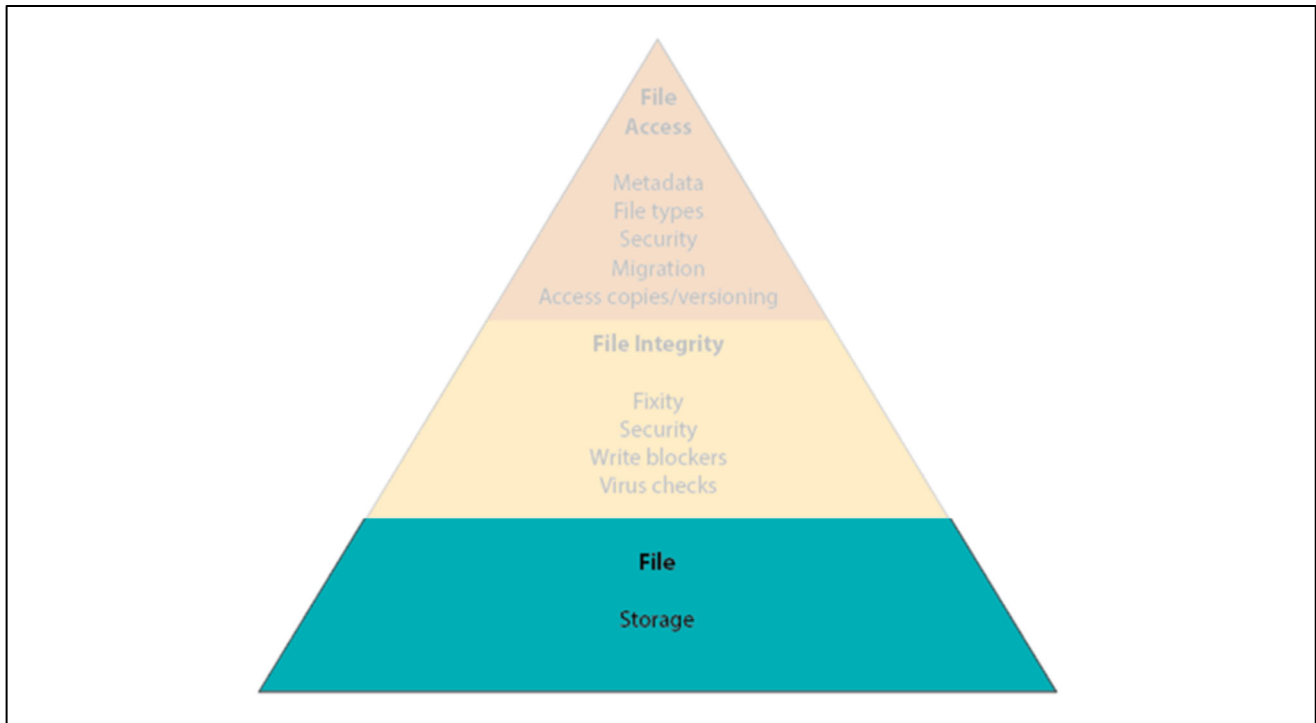 File
Access
Metadata
File types
Security
Migration
Access copies/versioning
File Integrity
Fixity
Security
Write blockers
Virus checks
File
Storage